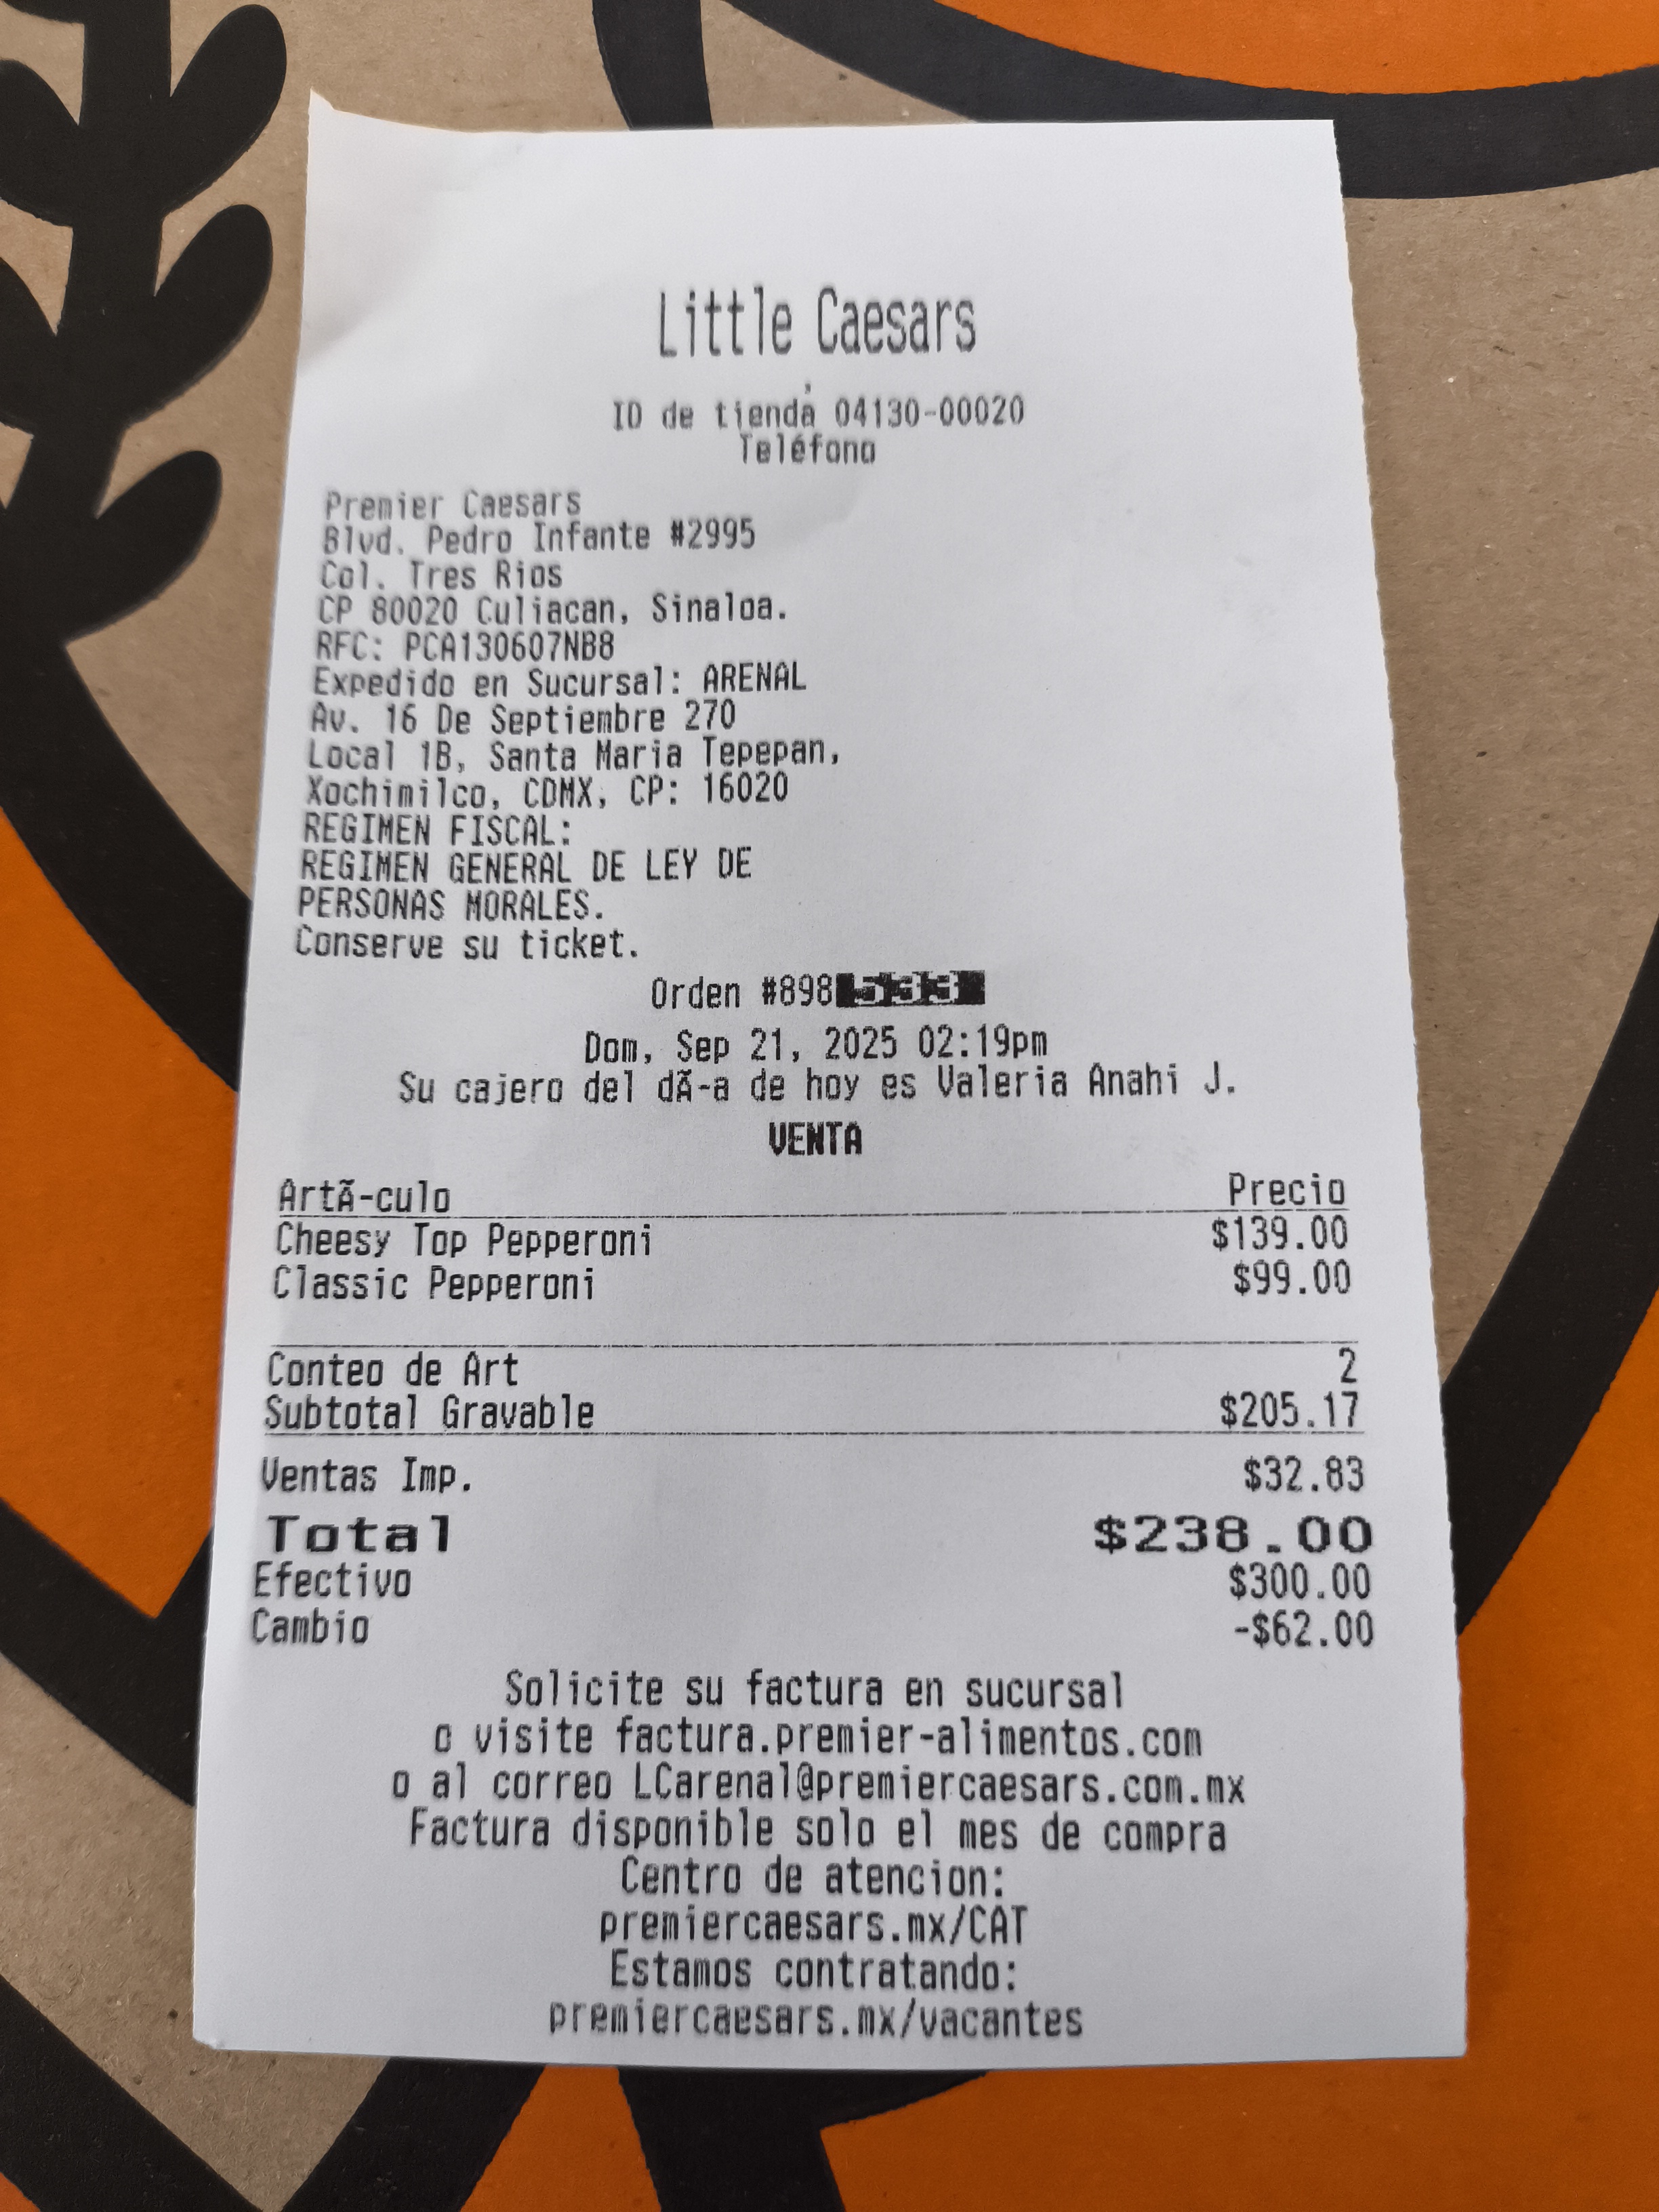 Little Caesars
,
ID de tienda 04130-00020
Teléfono
Premier Caesars
Blvd. Pedro Infante #2995
Col. Tres Rios
CP 80020 Culiacan, Sinaloa.
RFC: PCA130607NB8
Expedido en Sucursal: ARENAL
Av. 16 De Septiembre 270
Local 1B, Santa Maria Tepepan,
Xochimilco, CDMX, CP: 16020
REGIMEN FISCAL:
REGIMEN GENERAL DE LEY DE
PERSONAS MORALES.
Conserve su ticket.
Orden #898533
Dom, Sep 21, 2025 02:19pm
Su cajero del dÃ-a de hoy es Valeria Anahi J.
VENTA
ArtÃ-culo Precio
Cheesy Top Pepperoni $139.00
Classic Pepperoni $99.00
Conteo de Art 2
Subtotal Gravable $205.17
Ventas Imp. $32.83
Total $238.00
Efectivo $300.00
Cambio -$62.00
Solicite su factura en sucursal
o visite factura.premier-alimentos.com
o al correo LCarenal@premiercaesars.com.mx
Factura disponible solo el mes de compra
Centro de atencion:
premiercaesars.mx/CAT
Estamos contratando:
premiercaesars.mx/vacantes